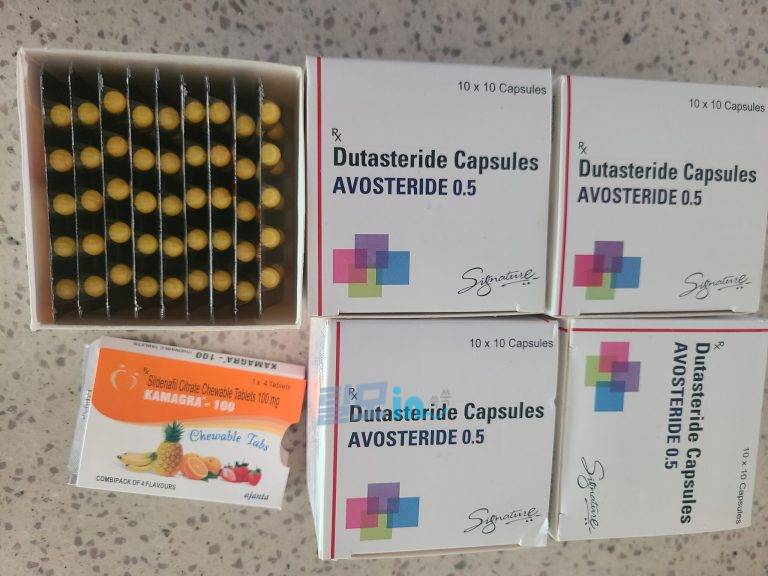 10 x 10 Capsules
Rx
Dutasteride Capsules
AVOSTERIDE 0.5
Signature
10 x 10 Capsules
Rx
Dutasteride Capsules
AVOSTERIDE 0.5
Signature
KAMAGRA - 100
1 x 4 Tablets
Rx
Sildenafil Citrate Chewable Tablets 100 mg
KAMAGRA - 100
Chewable Tabs
COMBIPACK OF 4 FLAVOURS
ajanta
10 x 10 Capsules
Rx
Dutasteride Capsules
AVOSTERIDE 0.5
Signature
Rx
Dutasteride Capsules
AVOSTERIDE 0.5
10 x 10 Capsules
Signature
in